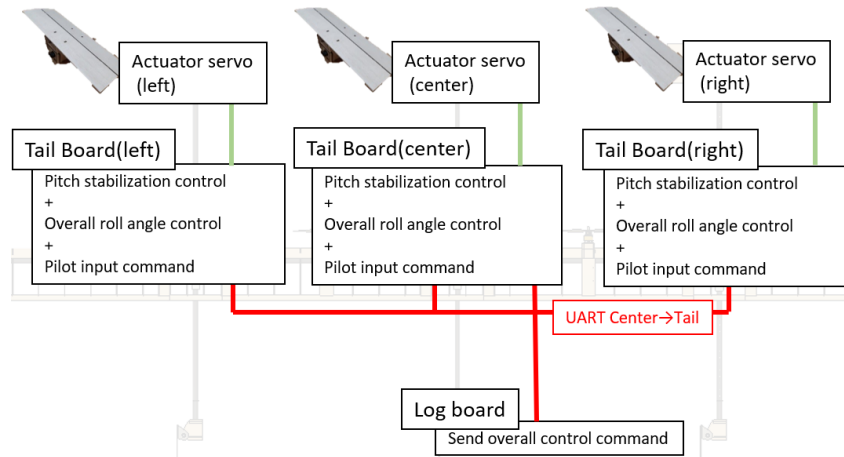 Actuator servo
(left)
Actuator servo
(center)
Actuator servo
(right)
Tail Board(left)
Pitch stabilization control
+
Overall roll angle control
+
Pilot input command
Tail Board(center)
Pitch stabilization control
+
Overall roll angle control
+
Pilot input command
Tail Board(right)
Pitch stabilization control
+
Overall roll angle control
+
Pilot input command
UART Center→Tail
Log board
Send overall control command